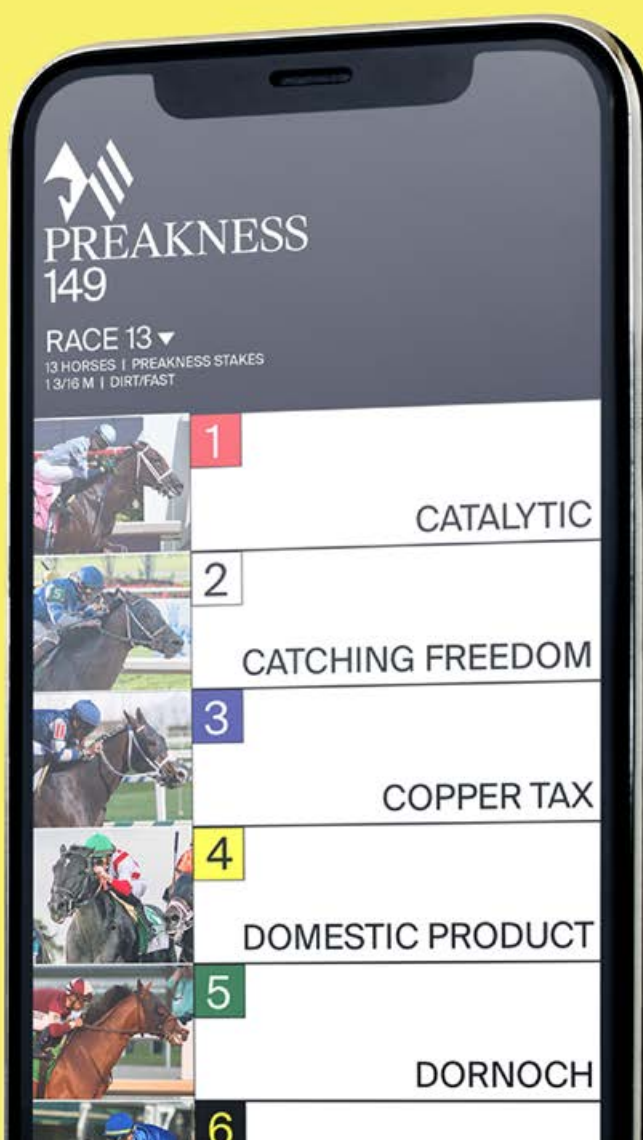 PREAKNESS
149
RACE 13 ▾
13 HORSES | PREAKNESS STAKES
1 3/16 M | DIRT/FAST
1
CATALYTIC
2
CATCHING FREEDOM
3
COPPER TAX
4
DOMESTIC PRODUCT
5
5
DORNOCH
6